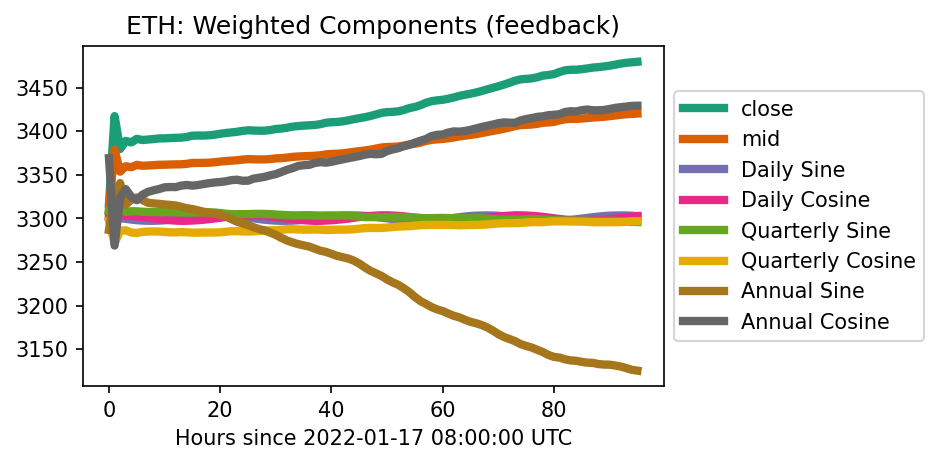 ETH: Weighted Components (feedback)
3450
3400
3350
3300
3250
3200
3150
0 20 40 60 80
Hours since 2022-01-17 08:00:00 UTC
close
mid
Daily Sine
Daily Cosine
Quarterly Sine
Quarterly Cosine
Annual Sine
Annual Cosine